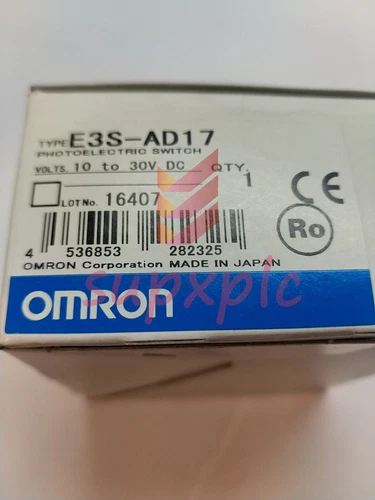 TYPE E3S-AD17
PHOTOELECTRIC SWITCH
VOLTS. 10 to 30V DC QTY.
1
LOT No. 16407
CE
Ro
4 536853 282325
OMRON Corporation MADE IN JAPAN
OMRON
supxplc